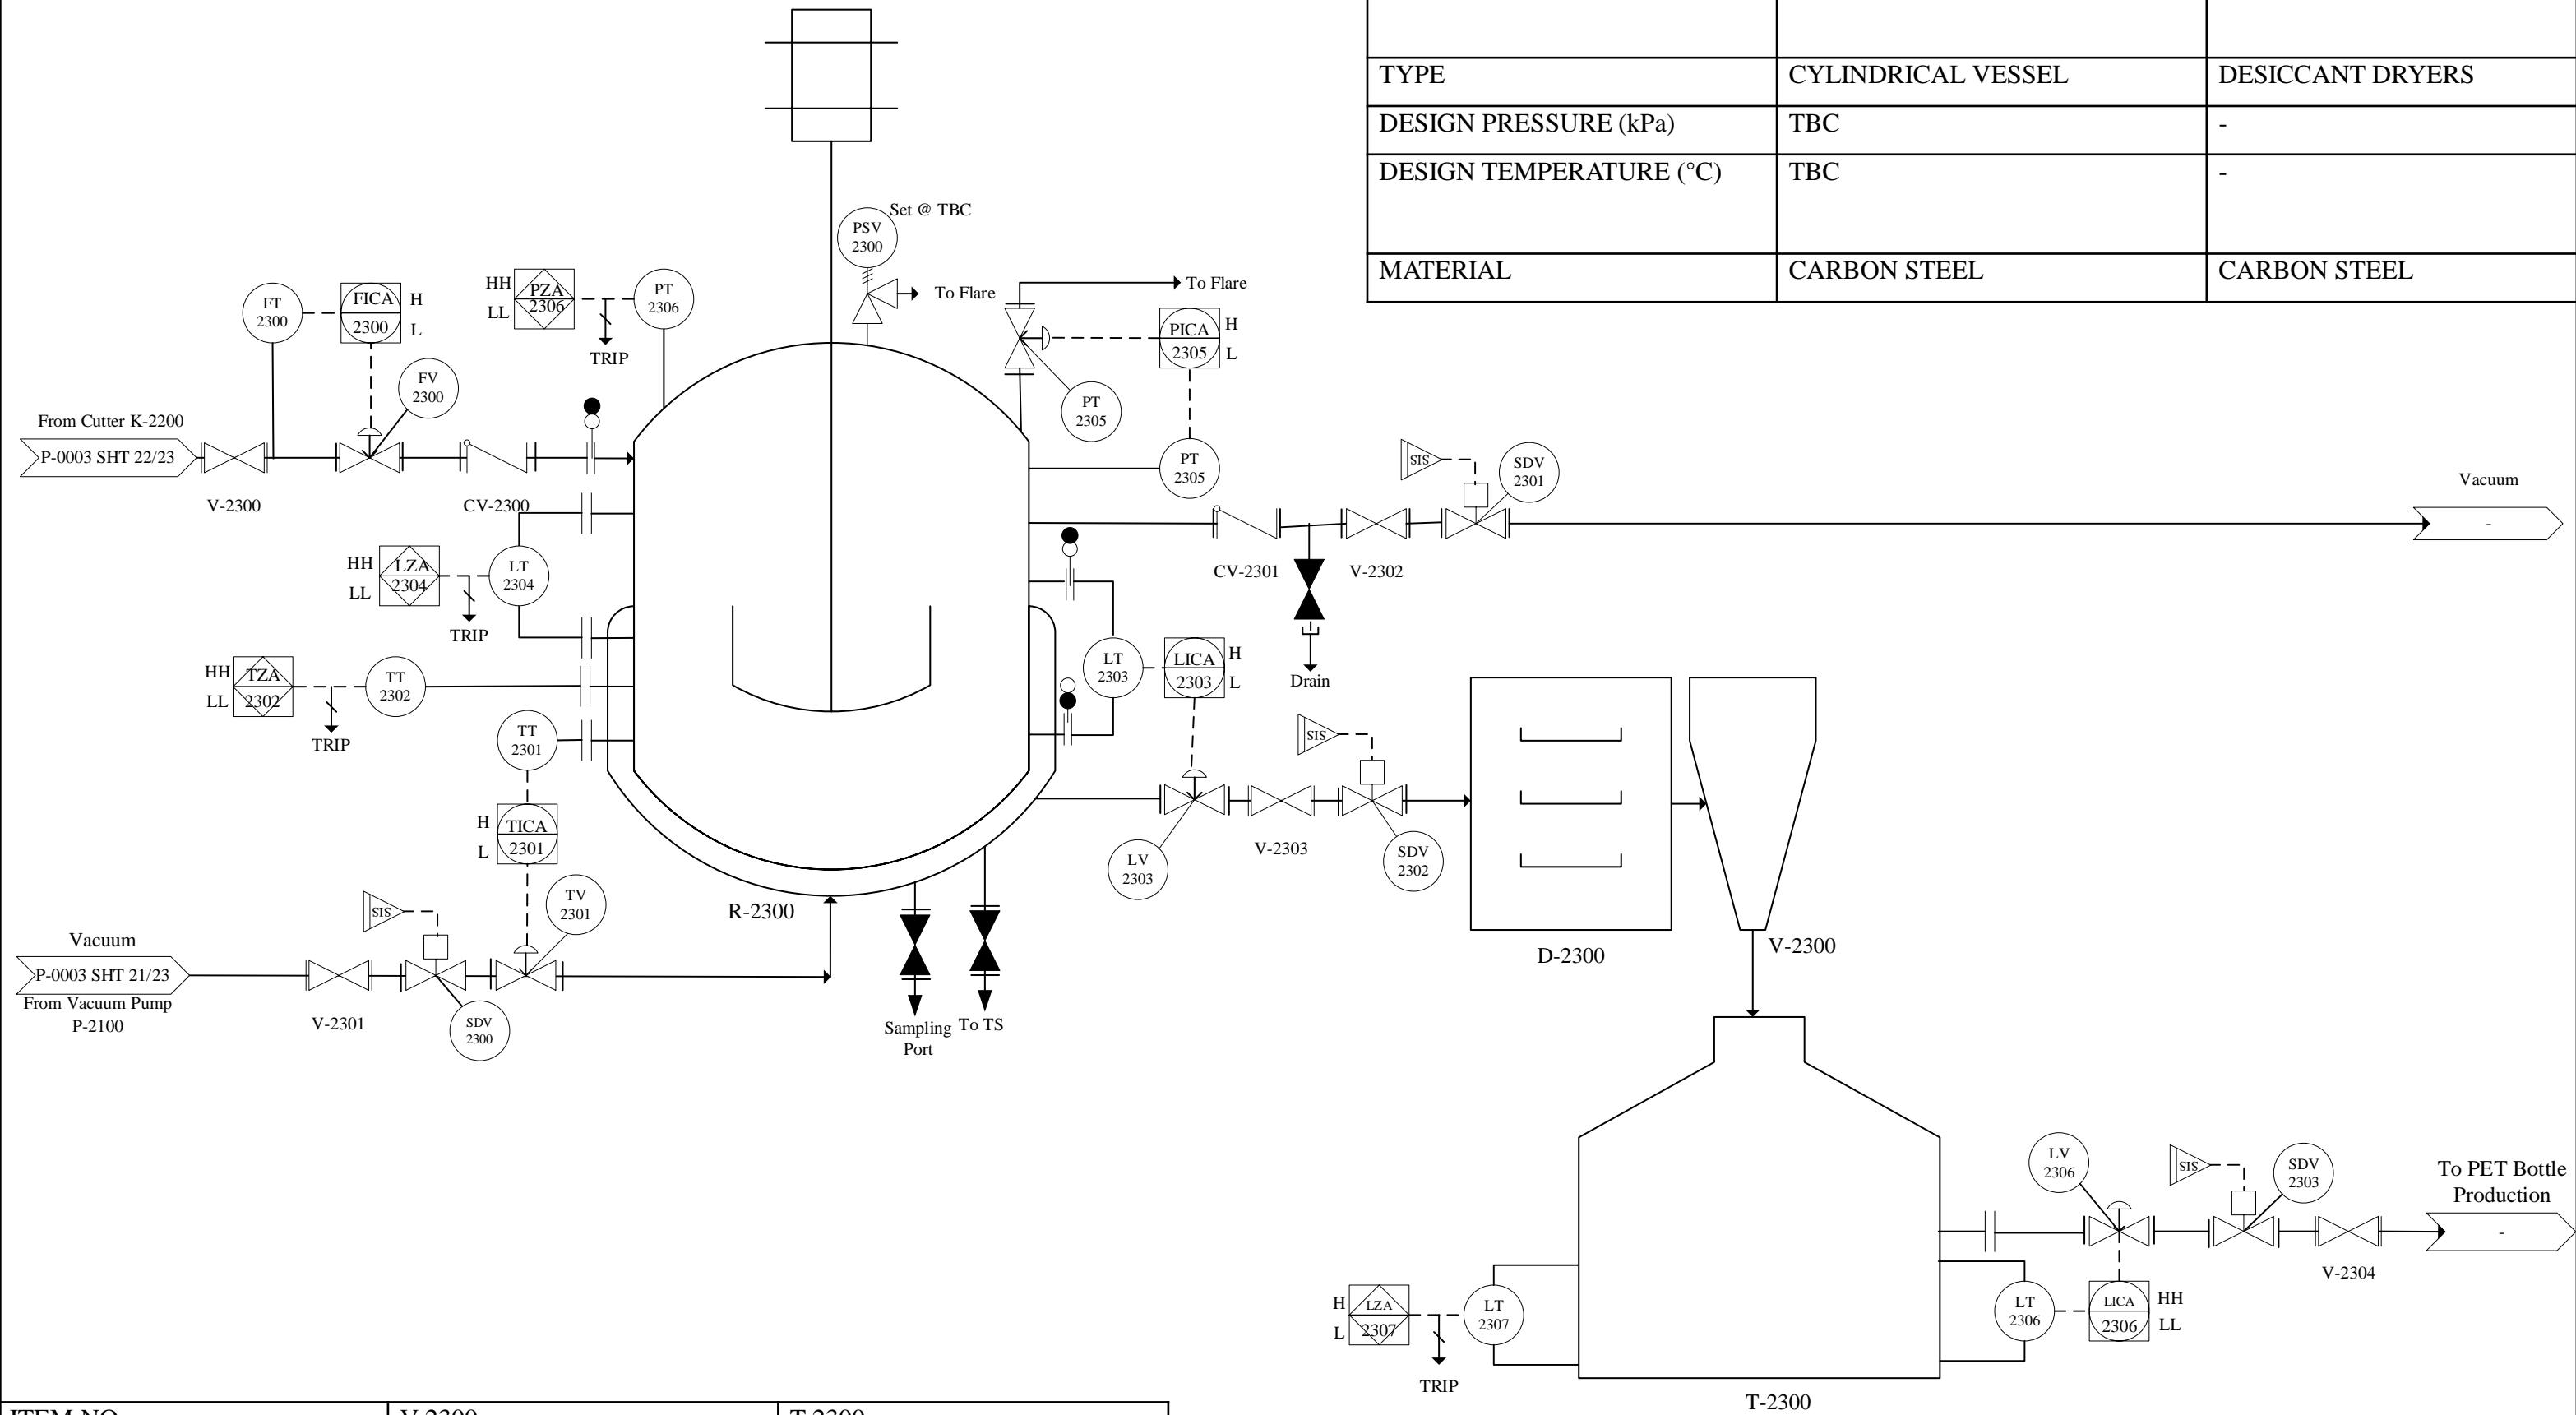 TYPE
CYLINDRICAL VESSEL
DESICCANT DRYERS
DESIGN PRESSURE (kPa)
TBC
-
DESIGN TEMPERATURE (°C)
TBC
-
MATERIAL
CARBON STEEL
CARBON STEEL
PSV
2300
Set @ TBC
To Flare
To Flare
FT
2300
FICA
2300
H
L
HH
LL
PZA
2306
TRIP
PT
2306
PICA
2305
H
L
FV
2300
PT
2305
PT
2305
From Cutter K-2200
P-0003 SHT 22/23
V-2300
CV-2300
SIS
SDV
2301
Vacuum
-
CV-2301
V-2302
Drain
HH
LL
LZA
2304
LT
2304
TRIP
HH
LL
TZA
2302
TT
2302
TRIP
TT
2301
H
L
TICA
2301
LT
2303
LICA
2303
H
L
SIS
LV
2303
V-2303
SDV
2302
R-2300
D-2300
V-2300
SIS
TV
2301
Vacuum
P-0003 SHT 21/23
From Vacuum Pump
P-2100
V-2301
SDV
2300
Sampling
Port
To TS
LV
2306
SIS
SDV
2303
To PET Bottle
Production
-
V-2304
H
L
LZA
2307
LT
2307
TRIP
LT
2306
LICA
2306
HH
LL
T-2300
ITEM NO
V-2300
T-2300